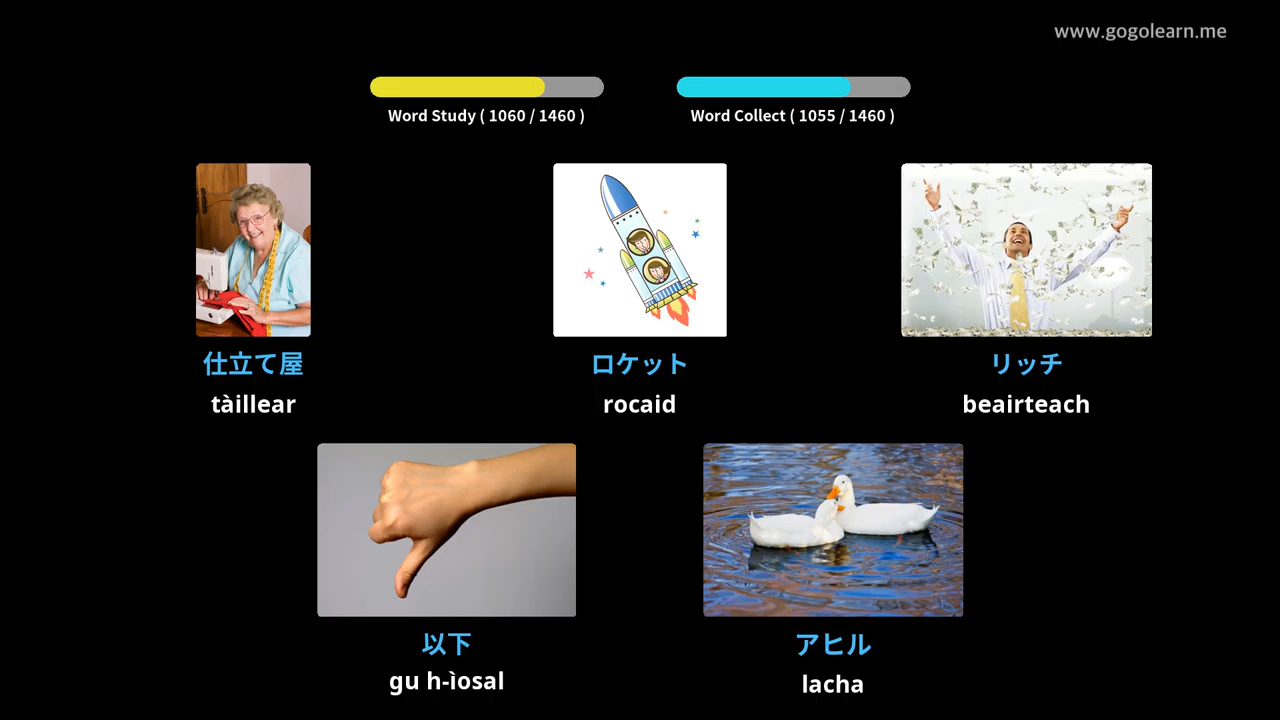 www.gogolearn.me
Word Study ( 1060 / 1460 )
Word Collect ( 1055 / 1460 )
仕立て屋
tàillear
ロケット
rocaid
リッチ
beairteach
以下
gu h-ìosal
アヒル
lacha